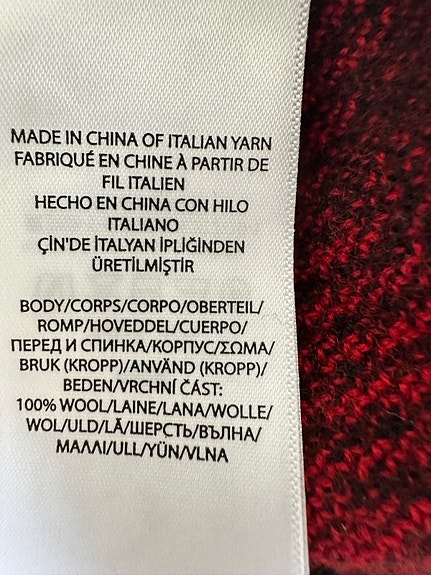 MADE IN CHINA OF ITALIAN YARN
FABRIQUÉ EN CHINE À PARTIR DE
FIL ITALIEN
HECHO EN CHINA CON HILO
ITALIANO
ÇİN'DE İTALYAN İPLİĞİNDEN
ÜRETİLMİŞTİR
BODY/CORPS/CORPO/OBERTEIL/
ROMP/HOVEDDEL/CUERPO/
ПЕРЕД И СПИНКА/КОРПУС/ΣΩΜΑ/
BRUK (KROPP)/ANVÄND (KROPP)/
BEDEN/VRCHNÍ ČÁST:
100% WOOL/LAINE/LANA/WOLLE/
WOL/ULD/LÃ/ШЕРСТЬ/ВЪЛНА/
ΜΑΛΛΙ/ULL/YÜN/VLNA